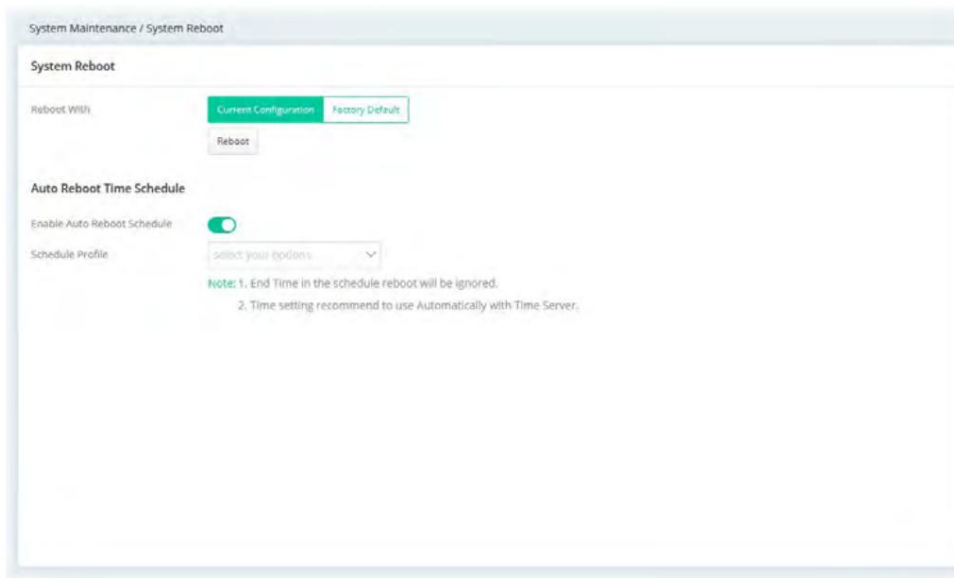 System Maintenance / System Reboot
System Reboot
Reboot With
Current Configuration
Factory Default
Reboot
Auto Reboot Time Schedule
Enable Auto Reboot Schedule
Schedule Profile
select your options
Note: 1. End Time in the schedule reboot will be ignored.
2. Time setting recommend to use Automatically with Time Server.